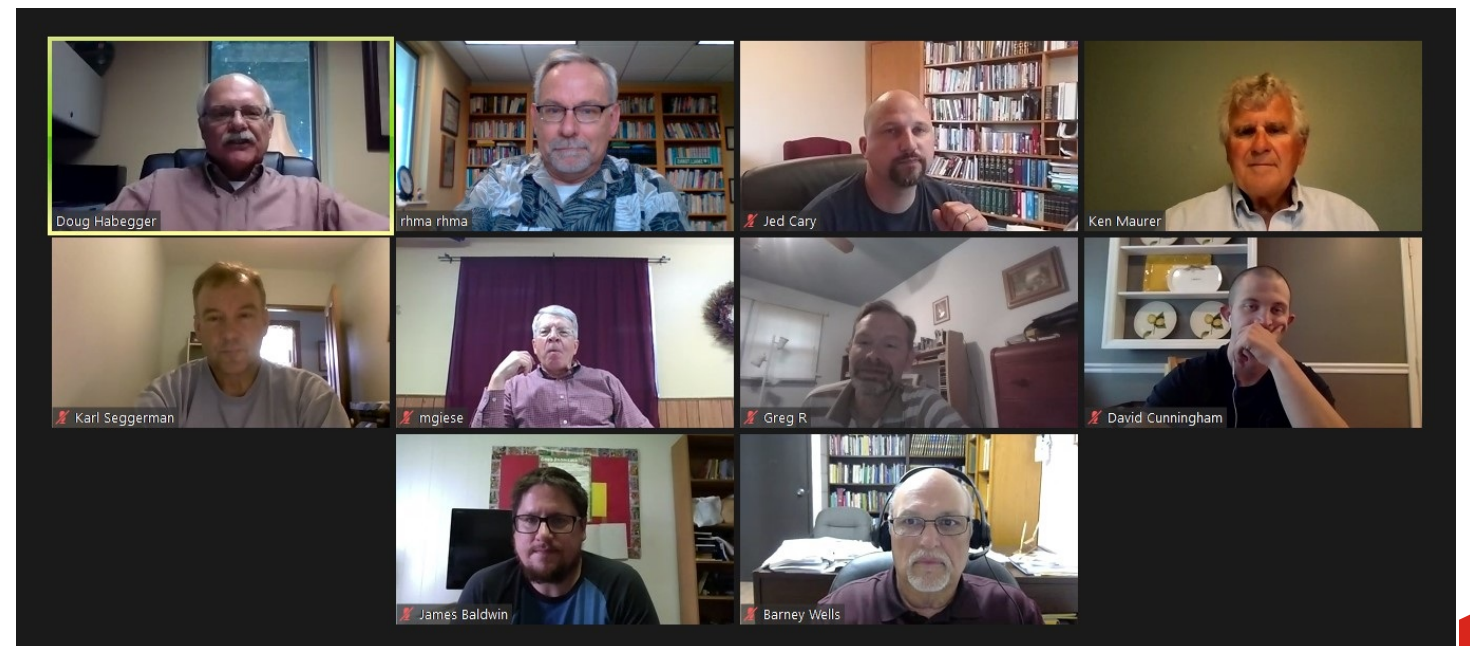 Doug Habegger
rhma rhma
Jed Cary
Ken Maurer
Karl Seggerman
mgiese
Greg R
David Cunningham
James Baldwin
Barney Wells